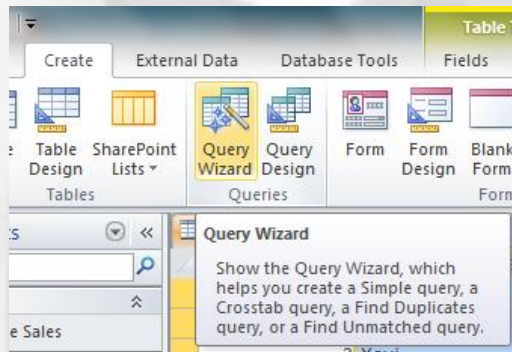 Table
Create External Data Database Tools Fields
Table Design SharePoint Lists Query Wizard Query Design Form Form Design Blank Form
Tables Queries
Query Wizard
Show the Query Wizard, which
helps you create a Simple query, a
Crosstab query, a Find Duplicates
query, or a Find Unmatched query.
Sales